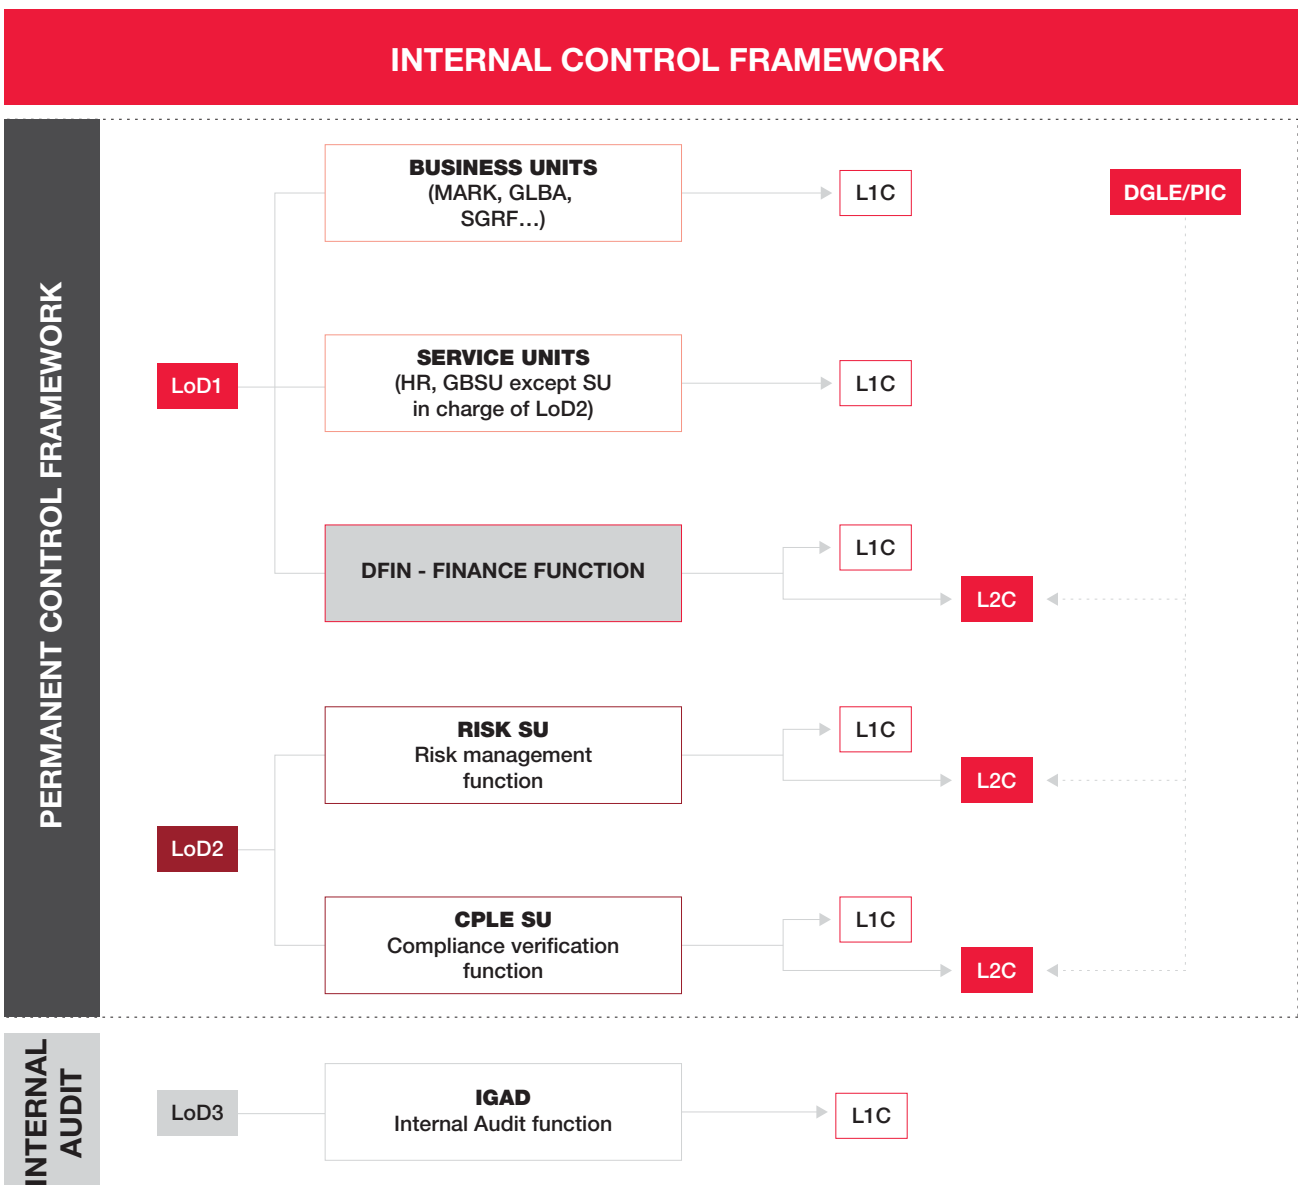 INTERNAL CONTROL FRAMEWORK
PERMANENT CONTROL FRAMEWORK
LoD1
BUSINESS UNITS
(MARK, GLBA,
SGRF…)
L1C
DGLE/PIC
SERVICE UNITS
(HR, GBSU except SU
in charge of LoD2)
L1C
DFIN - FINANCE FUNCTION
L1C
L2C
LoD2
RISK SU
Risk management
function
L1C
L2C
CPLE SU
Compliance verification
function
L1C
L2C
INTERNAL
AUDIT
LoD3
IGAD
Internal Audit function
L1C